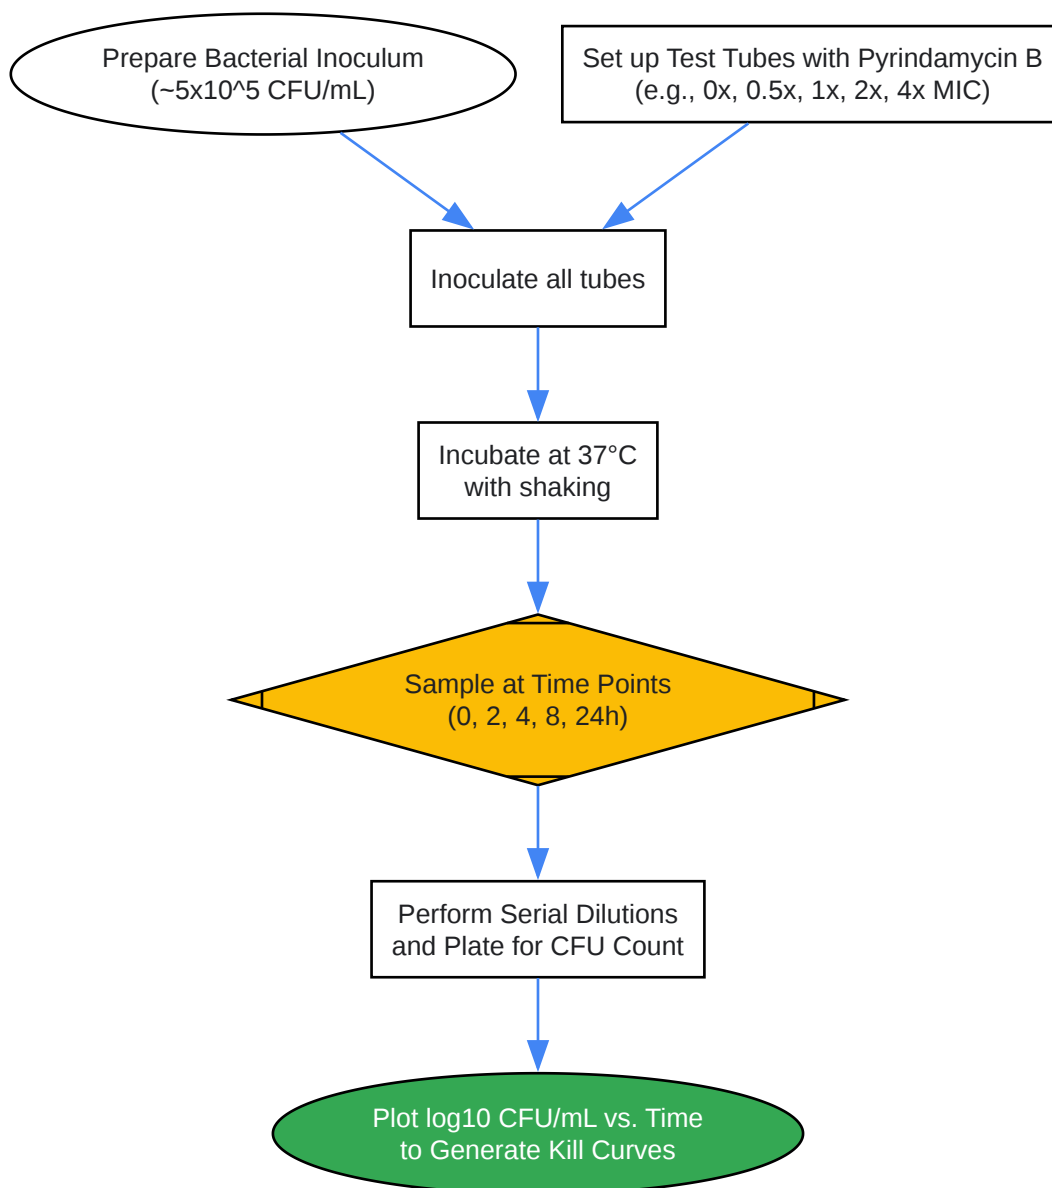 Prepare Bacterial Inoculum
(~5x10^5 CFU/mL)
Set up Test Tubes with Pyrindamycin B
(e.g., 0x, 0.5x, 1x, 2x, 4x MIC)
Inoculate all tubes
Incubate at 37°C
with shaking
Sample at Time Points
(0, 2, 4, 8, 24h)
Perform Serial Dilutions
and Plate for CFU Count
Plot log10 CFU/mL vs. Time
to Generate Kill Curves